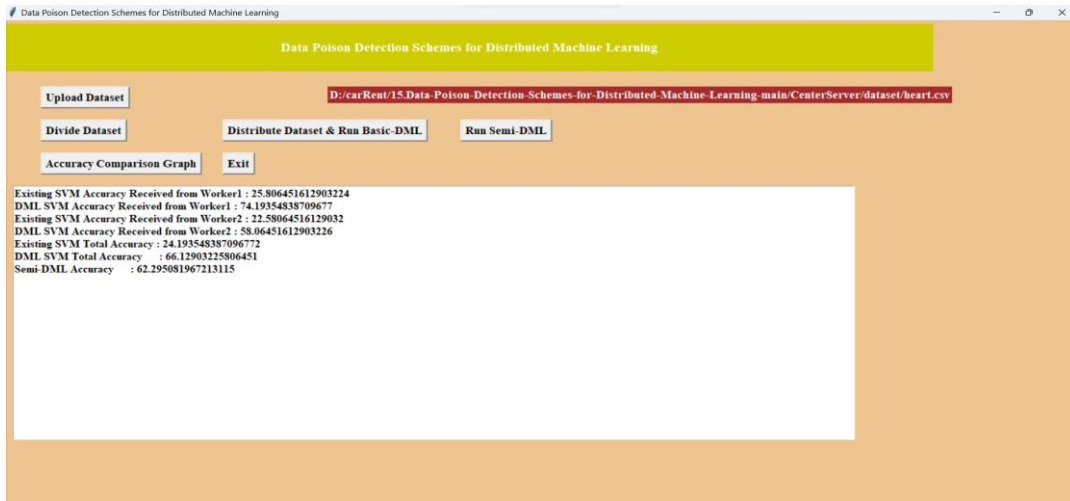 Data Poison Detection Schemes for Distributed Machine Learning
Data Poison Detection Schemes for Distributed Machine Learning
Upload Dataset
D:/carRent/15.Data-Poison-Detection-Schemes-for-Distributed-Machine-Learning-main/CenterServer/dataset/heart.csv
Divide Dataset
Distribute Dataset & Run Basic-DML
Run Semi-DML
Accuracy Comparison Graph
Exit
Existing SVM Accuracy Received from Worker1 : 25.806451612903224
DML SVM Accuracy Received from Worker1 : 74.19354838709677
Existing SVM Accuracy Received from Worker2 : 22.58064516129032
DML SVM Accuracy Received from Worker2 : 58.06451612903226
Existing SVM Total Accuracy : 24.193548387096772
DML SVM Total Accuracy : 66.12903225806451
Semi-DML Accuracy : 62.295081967213115